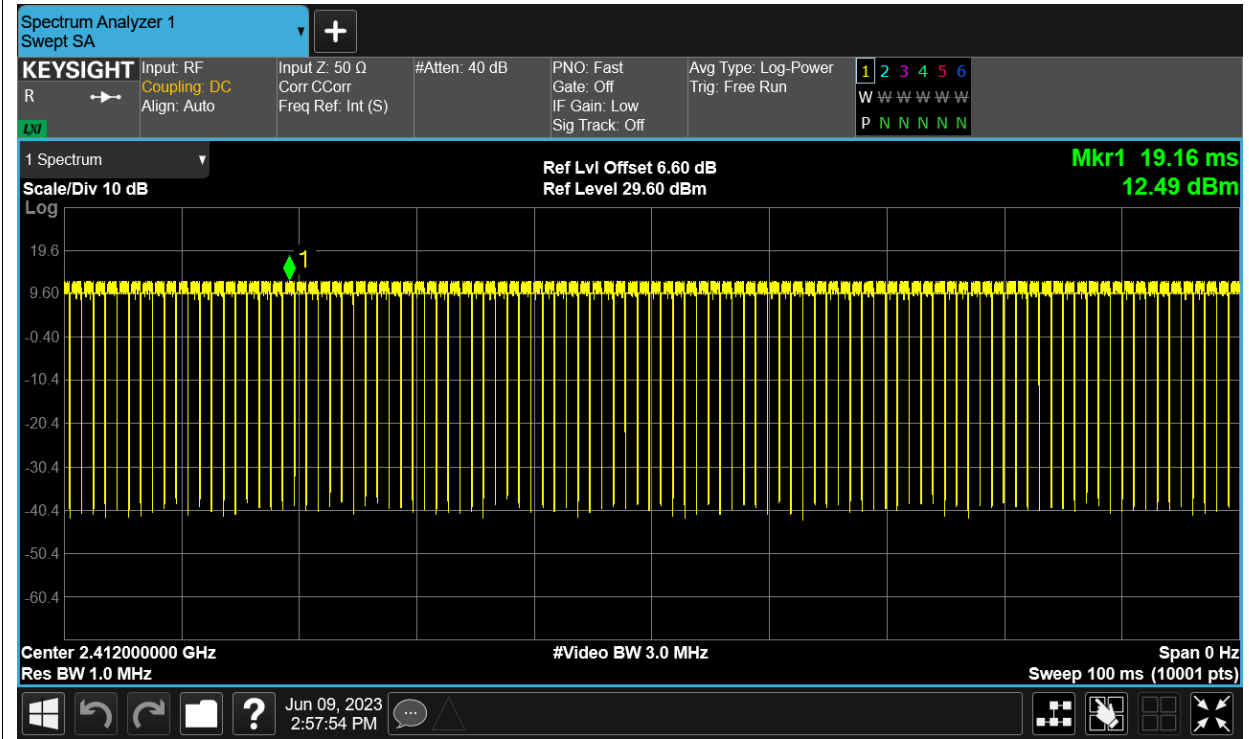 Spectrum Analyzer 1
Swept SA
KEYSIGHT
R
LXI
Input: RF
Coupling: DC
Align: Auto
Input Z: 50 Ω
Corr CCorr
Freq Ref: Int (S)
#Atten: 40 dB
PNO: Fast
Gate: Off
IF Gain: Low
Sig Track: Off
Avg Type: Log-Power
Trig: Free Run
1 2 3 4 5 6
W W W W W W
P N N N N N
1 Spectrum
Scale/Div 10 dB
Ref Lvl Offset 6.60 dB
Ref Level 29.60 dBm
Mkr1 19.16 ms
12.49 dBm
Log
1
19.6
9.60
-0.40
-10.4
-20.4
-30.4
-40.4
-50.4
-60.4
Center 2.412000000 GHz
Res BW 1.0 MHz
#Video BW 3.0 MHz
Span 0 Hz
Sweep 100 ms (10001 pts)
?
Jun 09, 2023
2:57:54 PM